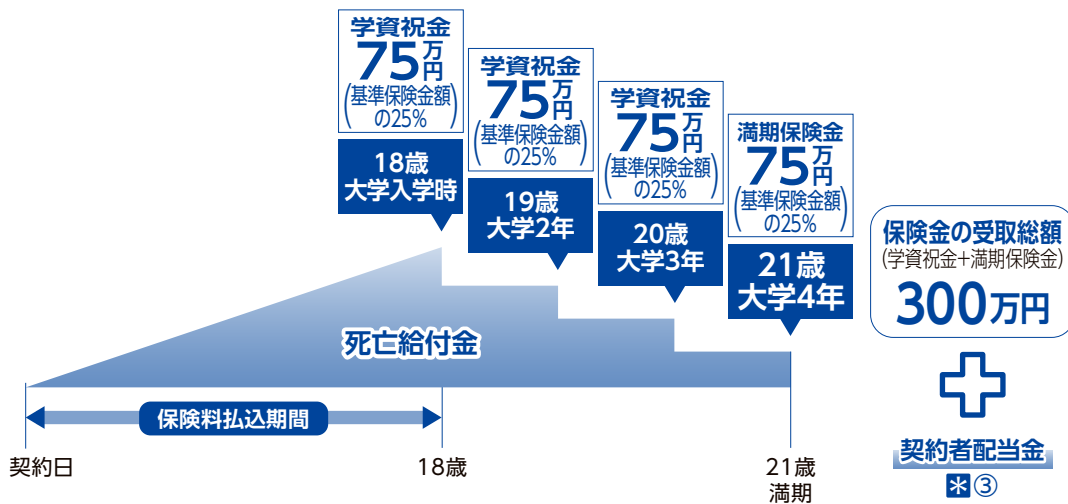 学資祝金
75万円
(基準保険金額
の25%)
18歳
大学入学時
学資祝金
75万円
(基準保険金額
の25%)
19歳
大学2年
学資祝金
75万円
(基準保険金額
の25%)
20歳
大学3年
満期保険金
75万円
(基準保険金額
の25%)
21歳
大学4年
保険金の受取総額
(学資祝金+満期保険金)
300万円
契約者配当金
*③
死亡給付金
保険料払込期間
契約日
18歳
21歳
満期